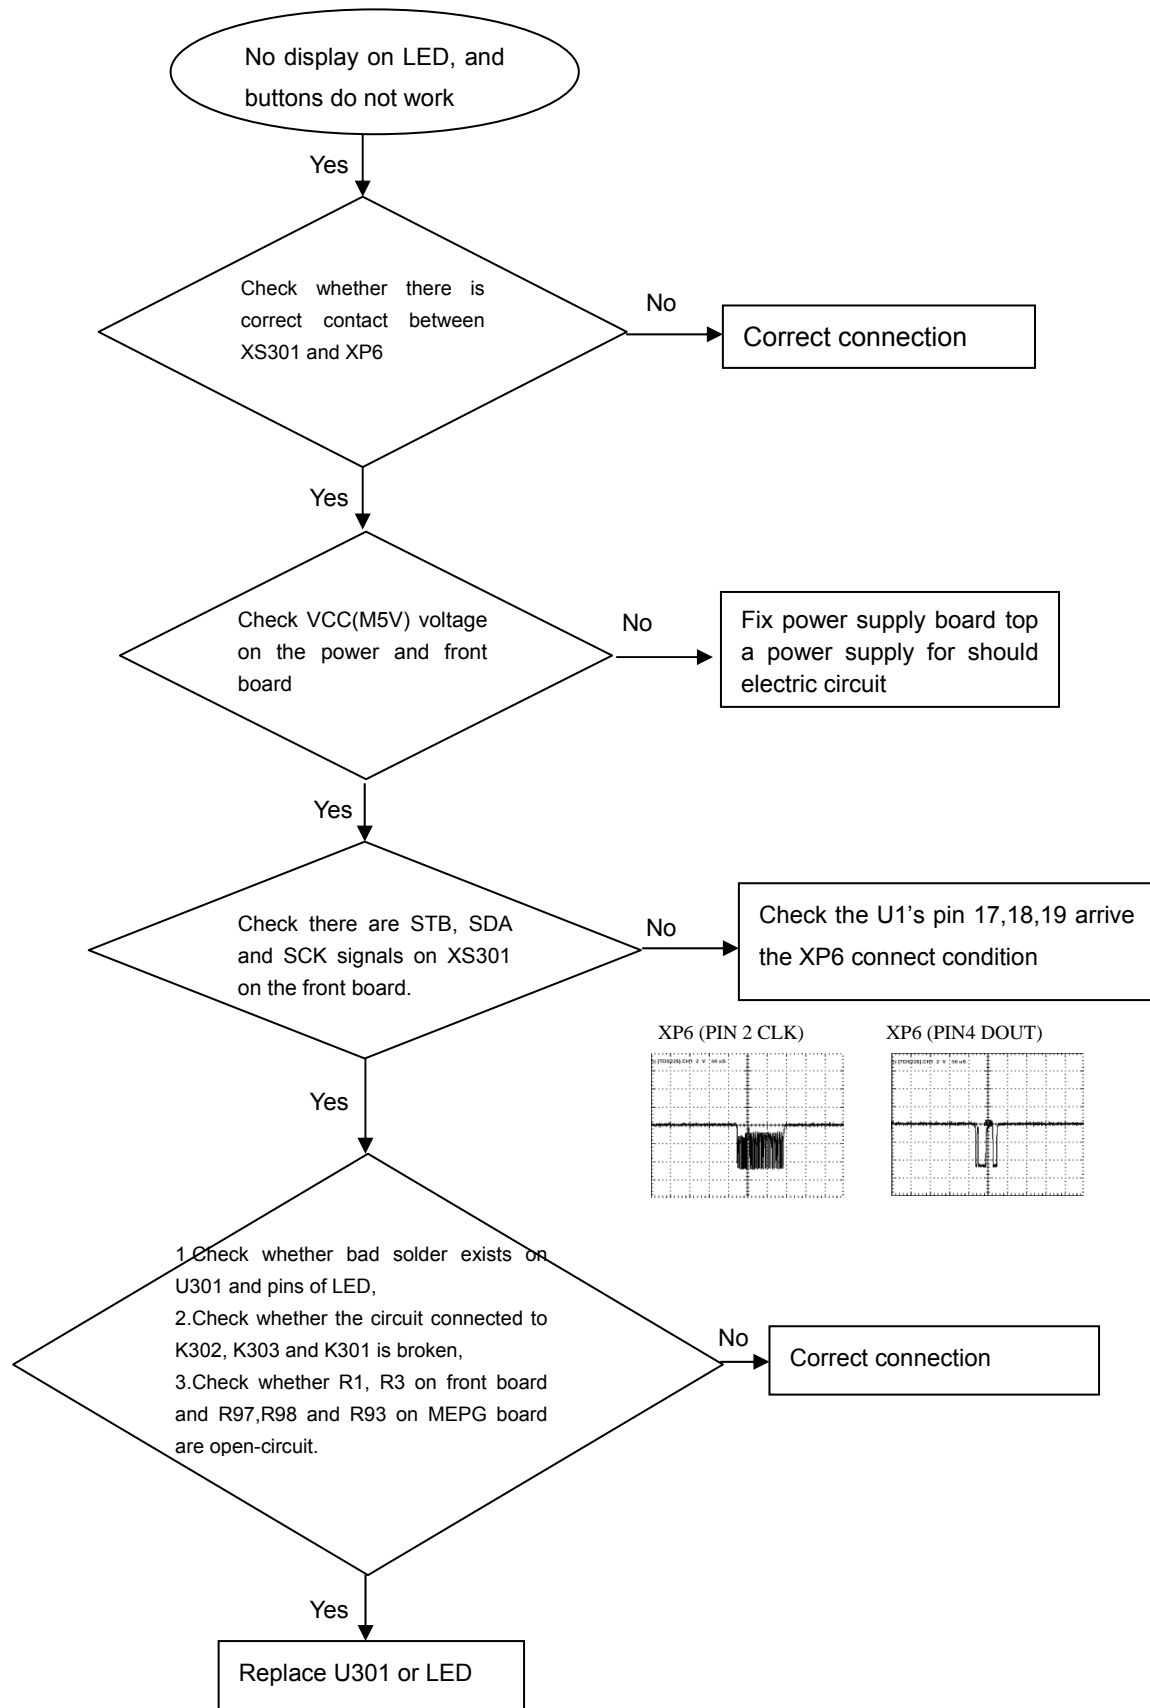 No display on LED, and
buttons do not work
Yes
Check whether there is
correct contact between
XS301 and XP6
No
Correct connection
Yes
Check VCC(M5V) voltage
on the power and front
board
No
Fix power supply board top
a power supply for should
electric circuit
Yes
Check there are STB, SDA
and SCK signals on XS301
on the front board.
No
Check the U1’s pin 17,18,19 arrive
the XP6 connect condition
XP6 (PIN 2 CLK)
XP6 (PIN4 DOUT)
Yes
1.Check whether bad solder exists on
U301 and pins of LED,
2.Check whether the circuit connected to
K302, K303 and K301 is broken,
3.Check whether R1, R3 on front board
and R97,R98 and R93 on MEPG board
are open-circuit.
No
Correct connection
Yes
Replace U301 or LED